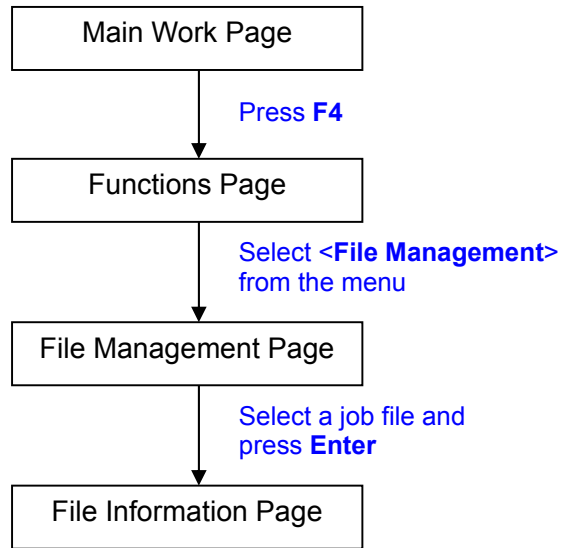 Main Work Page
Press F4
Functions Page
Select <File Management>
from the menu
File Management Page
Select a job file and
press Enter
File Information Page